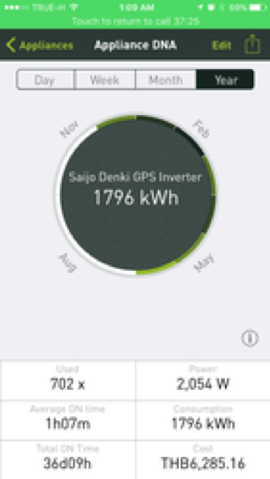 TRUE-H 1:09 AM 69%
Touch to return to call 37:25
Appliances Appliance DNA Edit
Day Week Month Year
Nov Feb
Saijo Denki GPS Inverter
1796 kWh
Aug May
Used Power
702 x 2,054 W
Average ON time Consumption
1h07m 1796 kWh
Total ON Time Cost
36d09h THB6,285.16